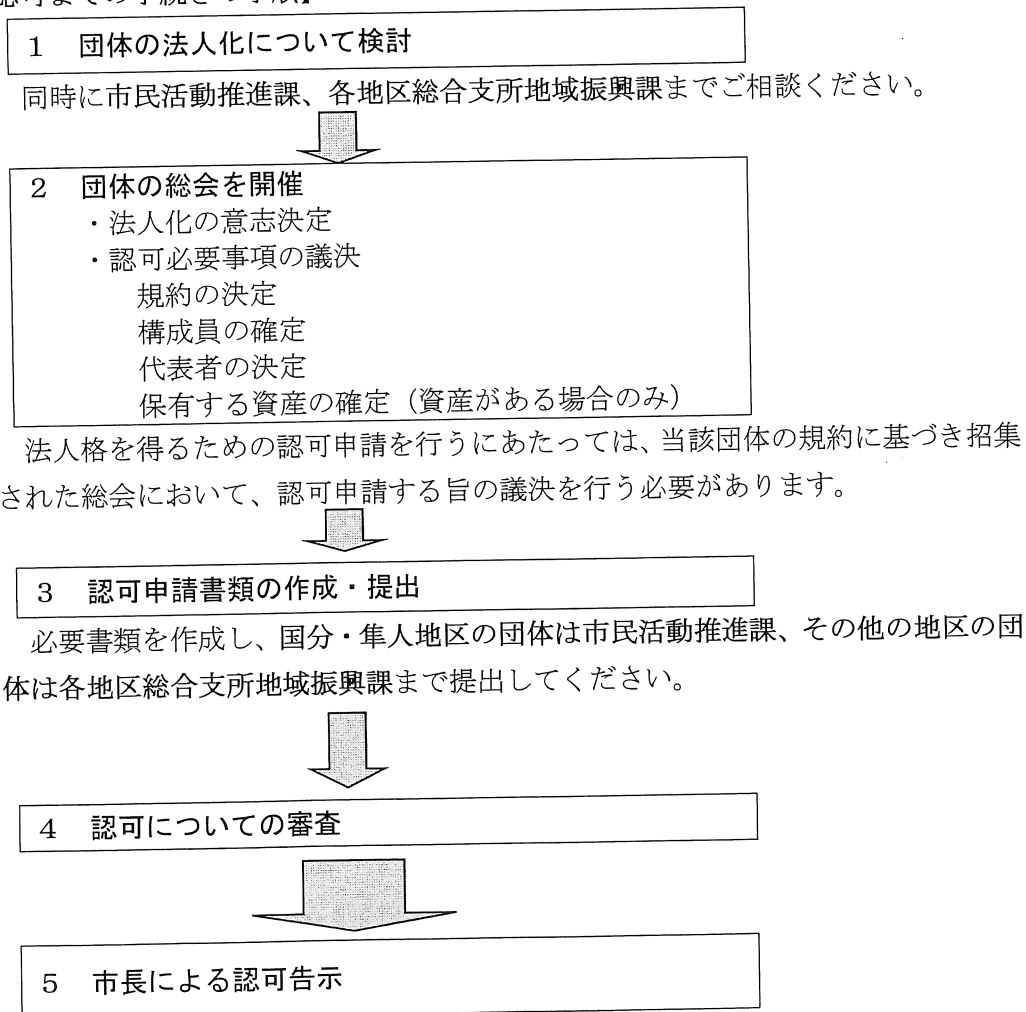 認可までの手続きの手順】
1 団体の法人化について検討
同時に市民活動推進課、各地区総合支所地域振興課までご相談ください。
2 団体の総会を開催
・法人化の意志決定
・認可必要事項の議決
規約の決定
構成員の確定
代表者の決定
保有する資産の確定（資産がある場合のみ）
法人格を得るための認可申請を行うにあたっては、当該団体の規約に基づき招集
された総会において、認可申請する旨の議決を行う必要があります。
3 認可申請書類の作成・提出
必要書類を作成し、国分・隼人地区の団体は市民活動推進課、その他の地区の団
体は各地区総合支所地域振興課まで提出してください。
4 認可についての審査
5 市長による認可告示